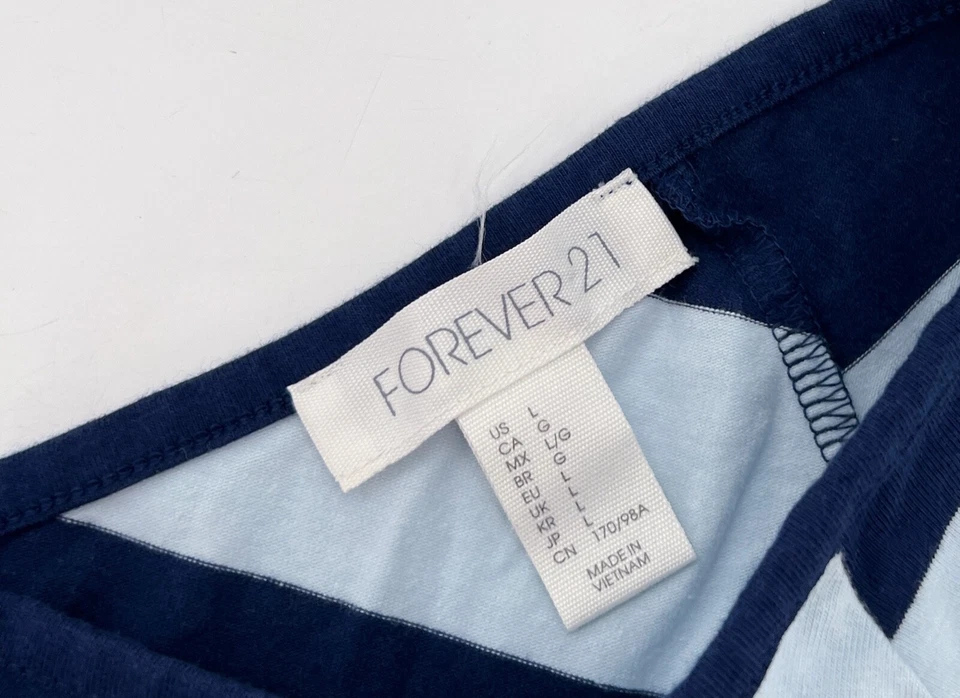 FOREVER 21
US L
CA G
MX L/G
BR G
EU L
UK L
KR L
JP L
CN 170/98A
MADE IN
VIETNAM